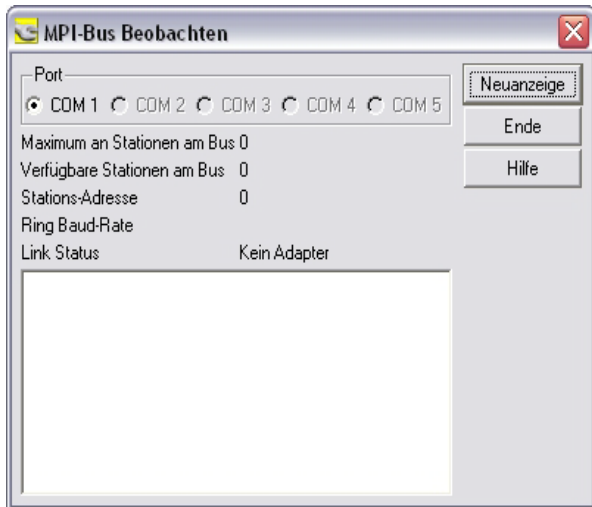 MPI-Bus Beobachten
Port
COM 1 COM 2 COM 3 COM 4 COM 5
Neuanzeige
Ende
Hilfe
Maximum an Stationen am Bus 0
Verfügbare Stationen am Bus 0
Stations-Adresse 0
Ring Baud-Rate
Link Status Kein Adapter